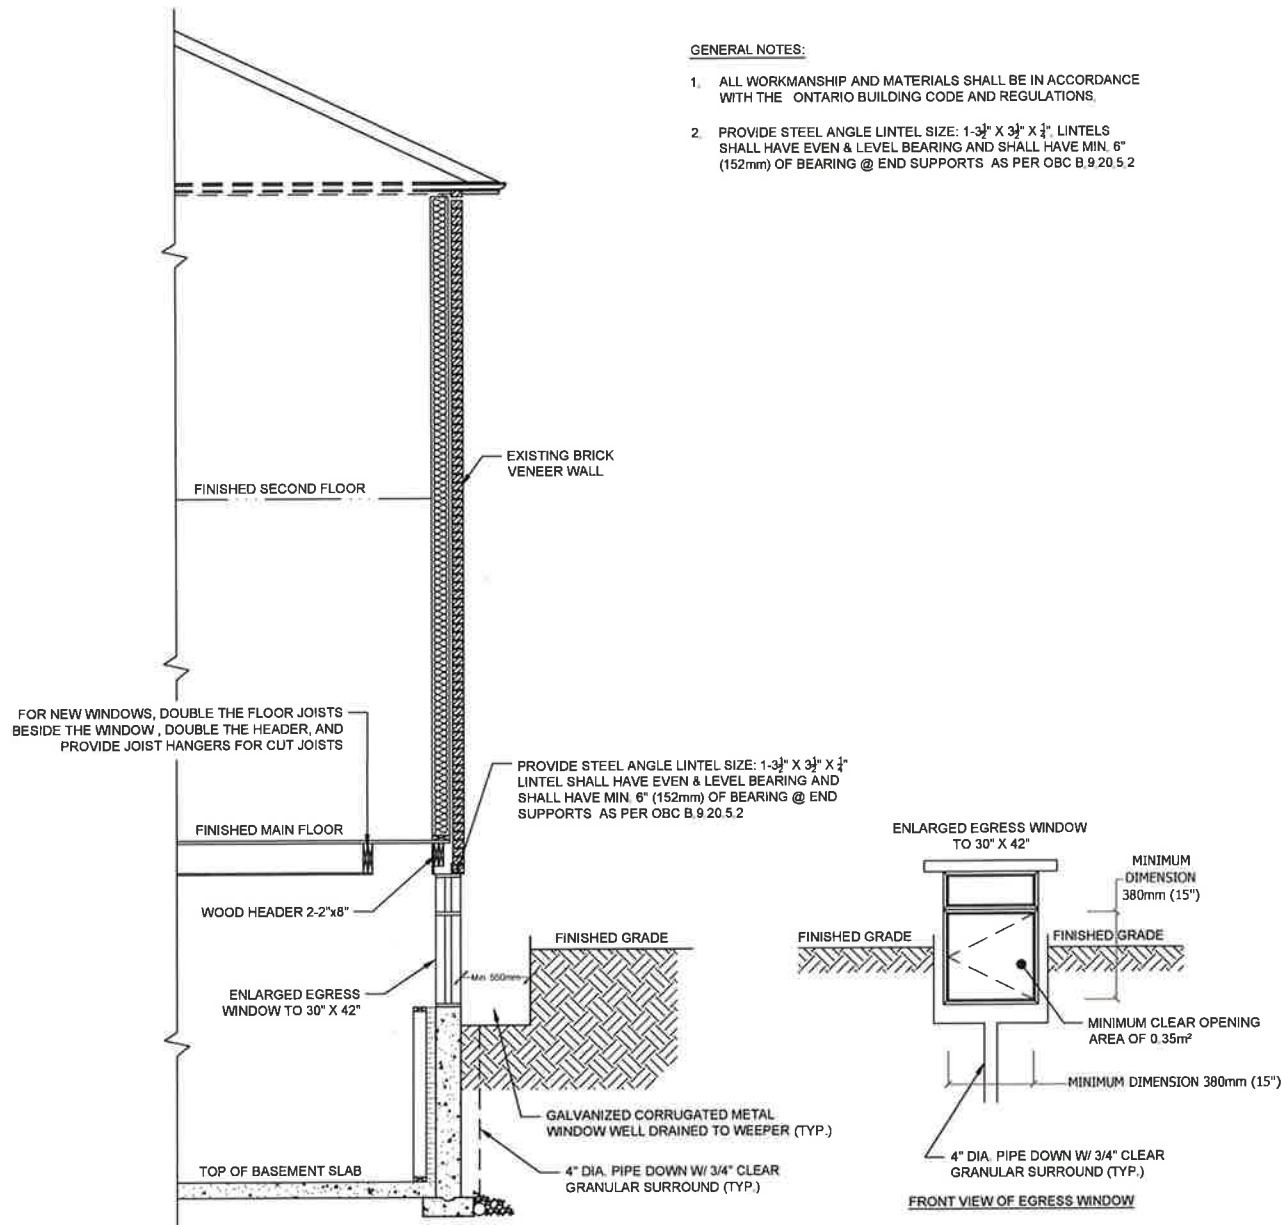 GENERAL NOTES:
1. ALL WORKMANSHIP AND MATERIALS SHALL BE IN ACCORDANCE
WITH THE ONTARIO BUILDING CODE AND REGULATIONS.
2. PROVIDE STEEL ANGLE LINTEL SIZE: 1-3½" X 3½" X ¼". LINTELS
SHALL HAVE EVEN & LEVEL BEARING AND SHALL HAVE MIN. 6"
(152mm) OF BEARING @ END SUPPORTS AS PER OBC B.9.20.5.2
EXISTING BRICK
VENEER WALL
FINISHED SECOND FLOOR
FOR NEW WINDOWS, DOUBLE THE FLOOR JOISTS
BESIDE THE WINDOW , DOUBLE THE HEADER, AND
PROVIDE JOIST HANGERS FOR CUT JOISTS
PROVIDE STEEL ANGLE LINTEL SIZE: 1-3½" X 3½" X ¼"
LINTEL SHALL HAVE EVEN & LEVEL BEARING AND
SHALL HAVE MIN. 6" (152mm) OF BEARING @ END
SUPPORTS AS PER OBC B.9.20.5.2
FINISHED MAIN FLOOR
WOOD HEADER 2-2"x8"
FINISHED GRADE
Min. 550mm
ENLARGED EGRESS
WINDOW TO 30" X 42"
GALVANIZED CORRUGATED METAL
WINDOW WELL DRAINED TO WEEPER (TYP.)
TOP OF BASEMENT SLAB
4" DIA. PIPE DOWN W/ 3/4" CLEAR
GRANULAR SURROUND (TYP.)
ENLARGED EGRESS WINDOW
TO 30" X 42"
MINIMUM
DIMENSION
380mm (15")
FINISHED GRADE
FINISHED GRADE
MINIMUM CLEAR OPENING
AREA OF 0.35m²
MINIMUM DIMENSION 380mm (15")
4" DIA. PIPE DOWN W/ 3/4" CLEAR
GRANULAR SURROUND (TYP.)
FRONT VIEW OF EGRESS WINDOW